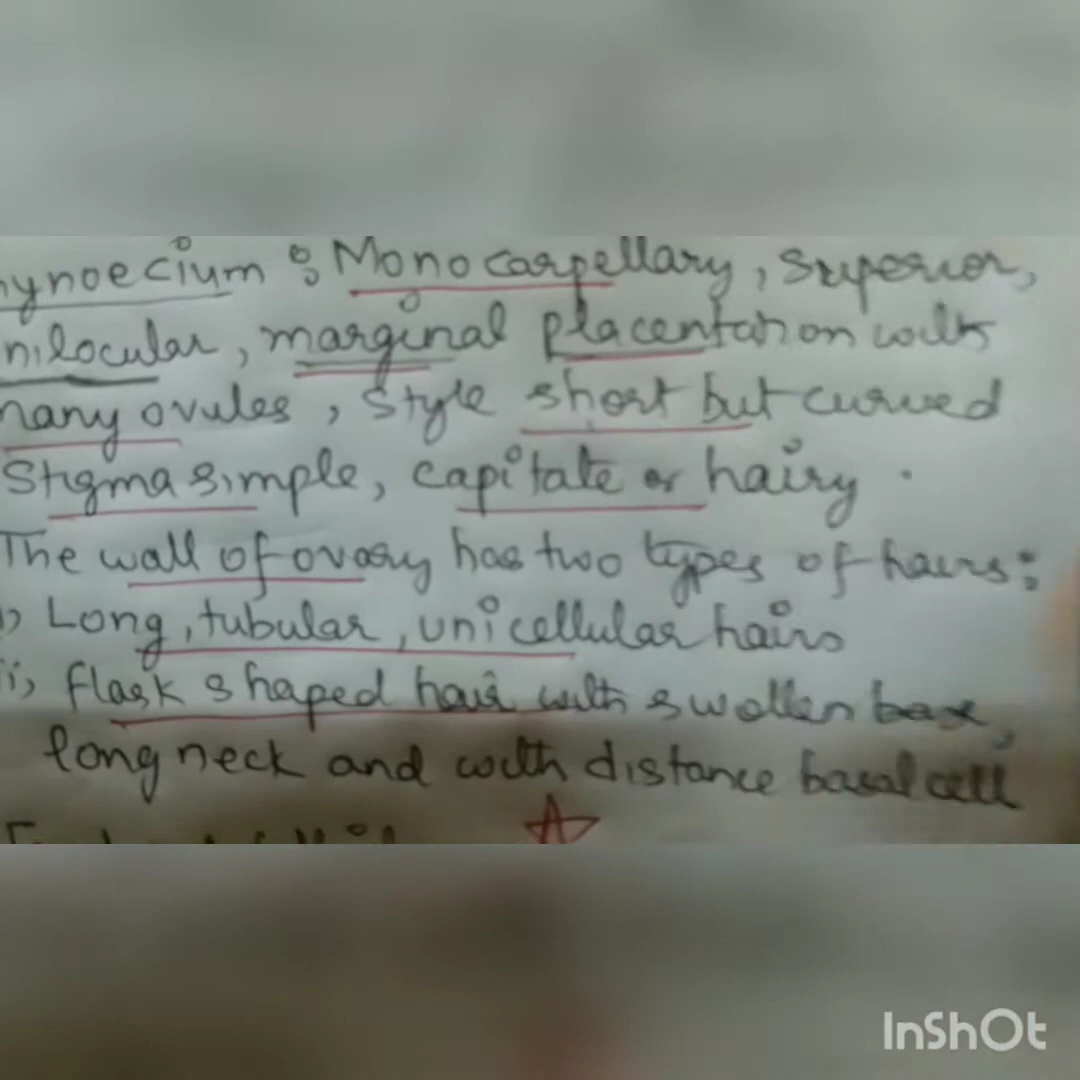 ynoecium : Monocarpellary, superior,
nilocular, marginal placentation with
many ovules, style short but curved
Stigma simple, capitate or hairy.
The wall of ovary has two types of hairs:
i) Long, tubular, unicellular hairs
ii) flask shaped hair with swollen base,
long neck and with distance basal cell
InShOt